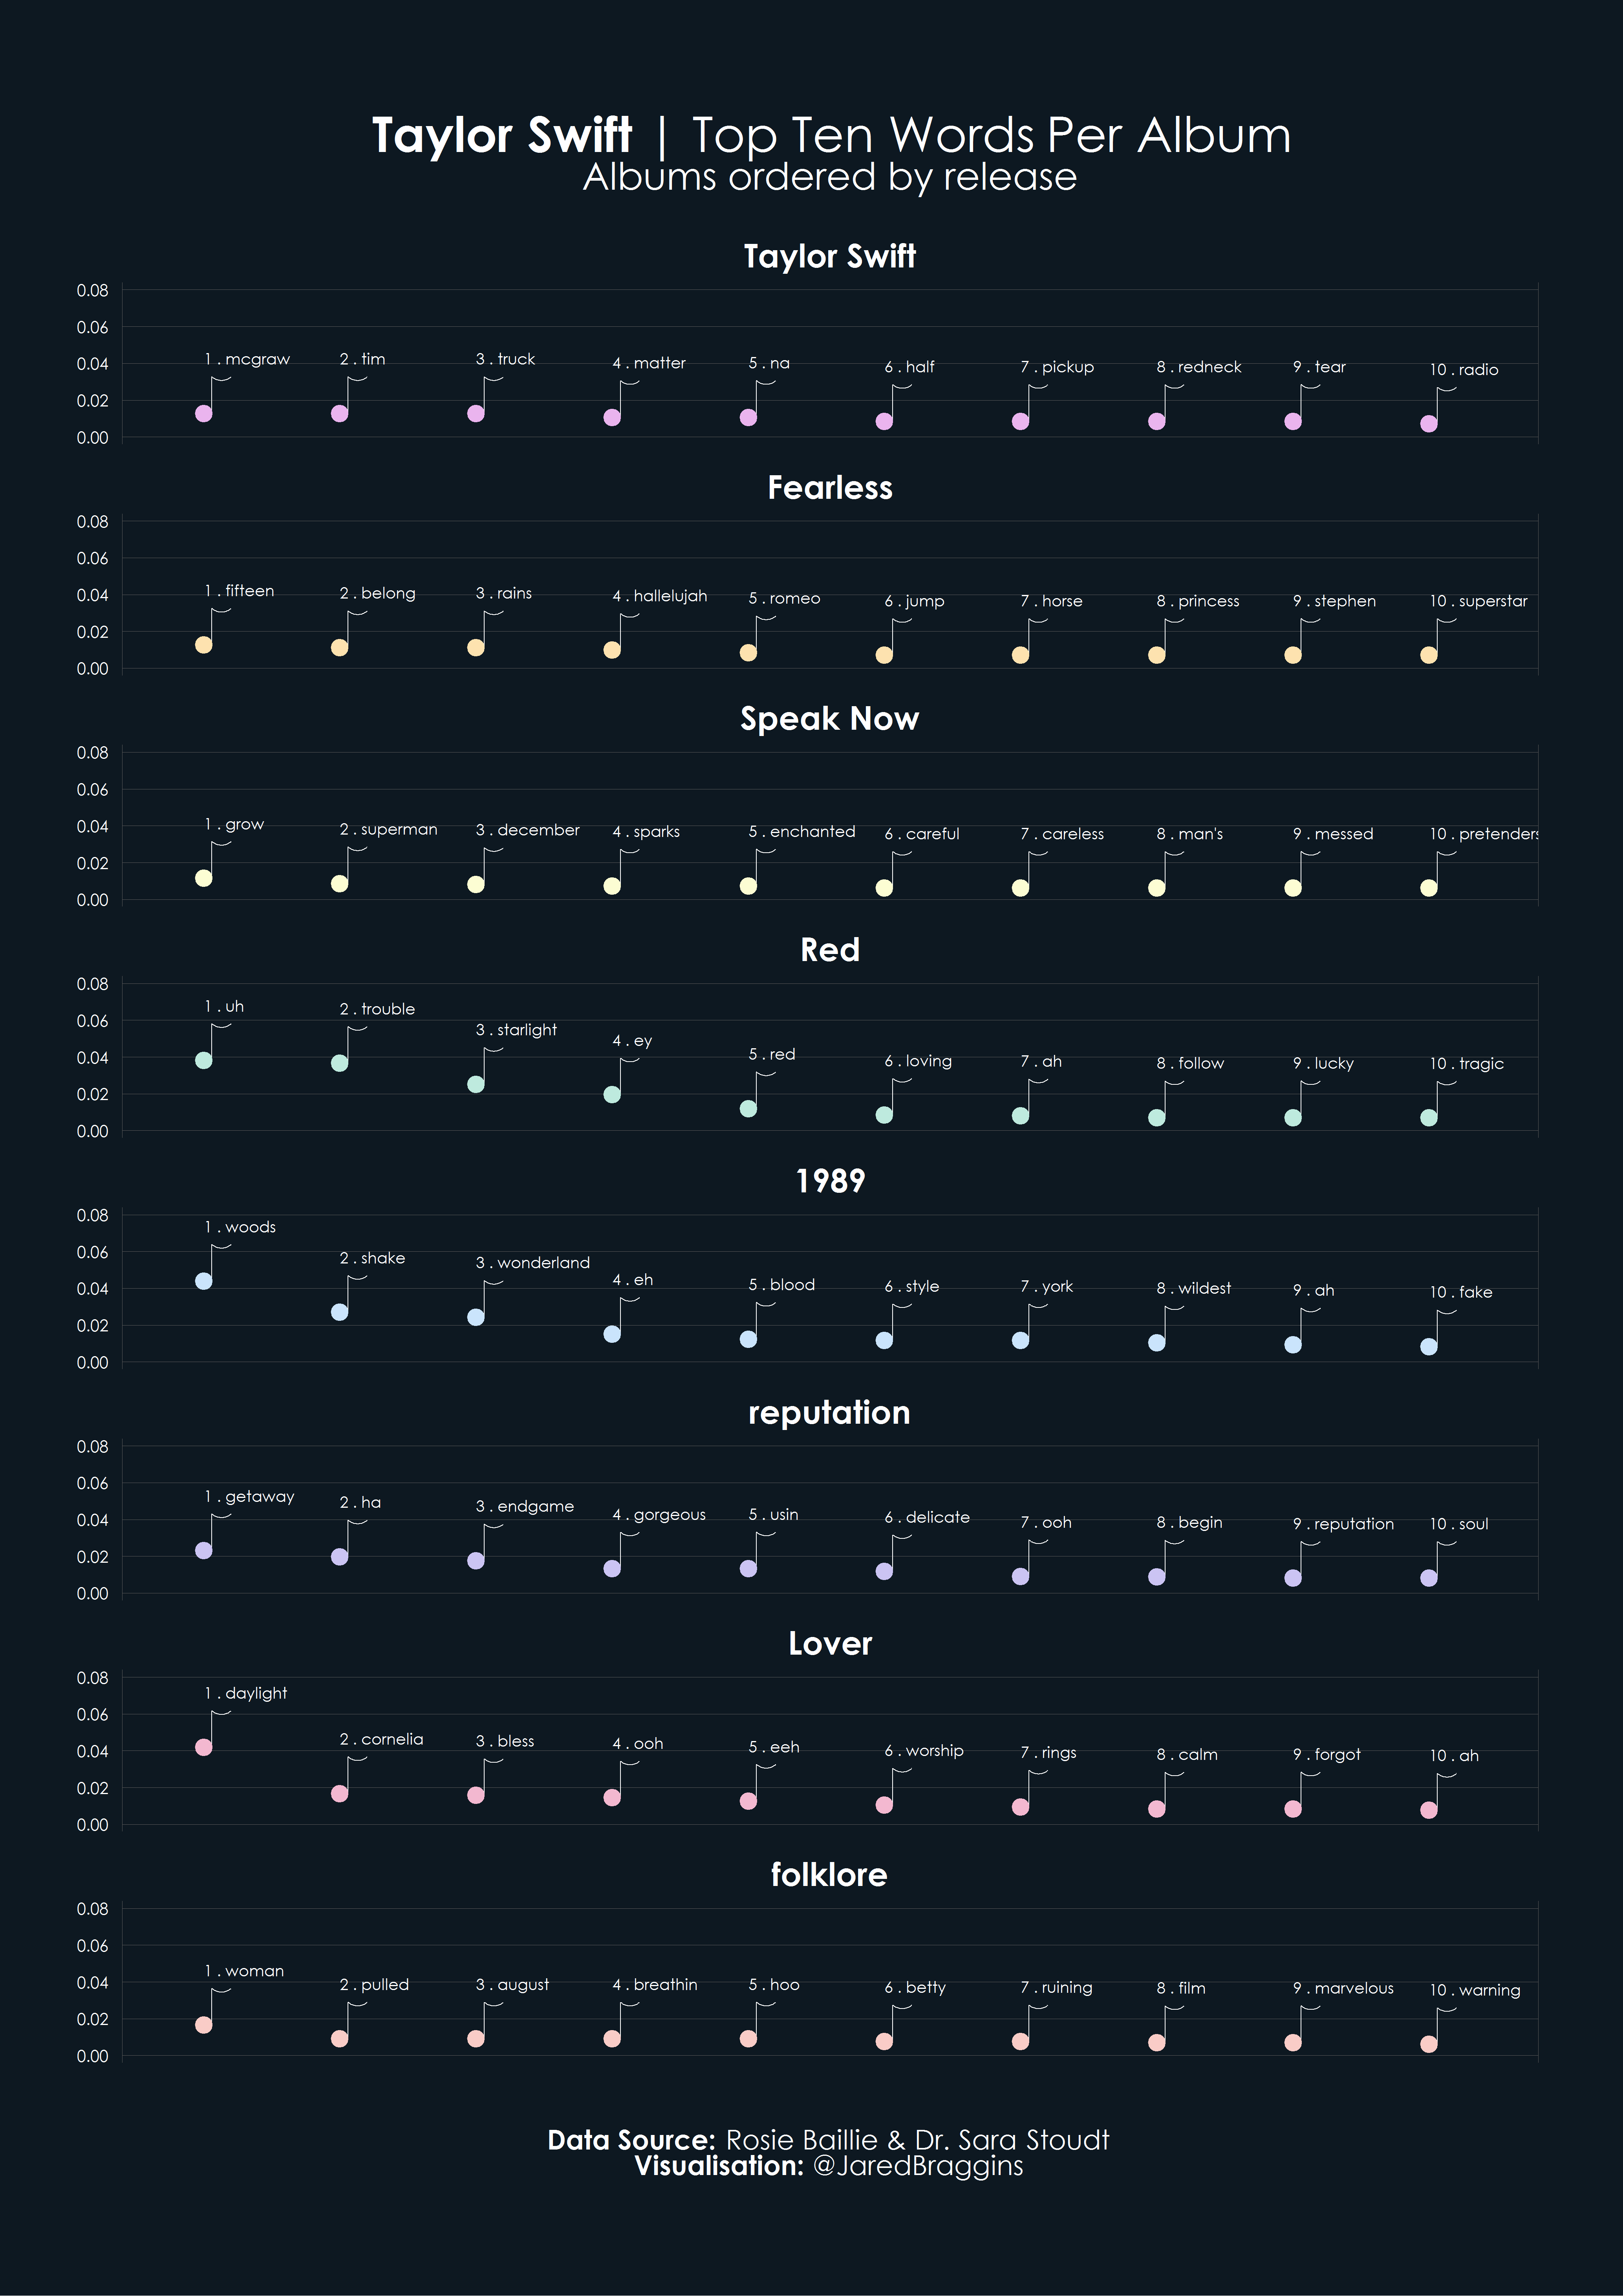 Taylor Swift | Top Ten Words Per Album
Albums ordered by release
Taylor Swift
0.08
0.06
0.04
0.02
0.00
1 . mcgraw
2 . tim
3 . truck
4 . matter
5 . na
6 . half
7 . pickup
8 . redneck
9 . tear
10 . radio
Fearless
0.08
0.06
0.04
0.02
0.00
1 . fifteen
2 . belong
3 . rains
4 . hallelujah
5 . romeo
6 . jump
7 . horse
8 . princess
9 . stephen
10 . superstar
Speak Now
0.08
0.06
0.04
0.02
0.00
1 . grow
2 . superman
3 . december
4 . sparks
5 . enchanted
6 . careful
7 . careless
8 . man's
9 . messed
10 . pretenders
Red
0.08
0.06
0.04
0.02
0.00
1 . uh
2 . trouble
3 . starlight
4 . ey
5 . red
6 . loving
7 . ah
8 . follow
9 . lucky
10 . tragic
1989
0.08
0.06
0.04
0.02
0.00
1 . woods
2 . shake
3 . wonderland
4 . eh
5 . blood
6 . style
7 . york
8 . wildest
9 . ah
10 . fake
reputation
0.08
0.06
0.04
0.02
0.00
1 . getaway
2 . ha
3 . endgame
4 . gorgeous
5 . usin
6 . delicate
7 . ooh
8 . begin
9 . reputation
10 . soul
Lover
0.08
0.06
0.04
0.02
0.00
1 . daylight
2 . cornelia
3 . bless
4 . ooh
5 . eeh
6 . worship
7 . rings
8 . calm
9 . forgot
10 . ah
folklore
0.08
0.06
0.04
0.02
0.00
1 . woman
2 . pulled
3 . august
4 . breathin
5 . hoo
6 . betty
7 . ruining
8 . film
9 . marvelous
10 . warning
Data Source: Rosie Baillie & Dr. Sara Stoudt
Visualisation: @JaredBraggins